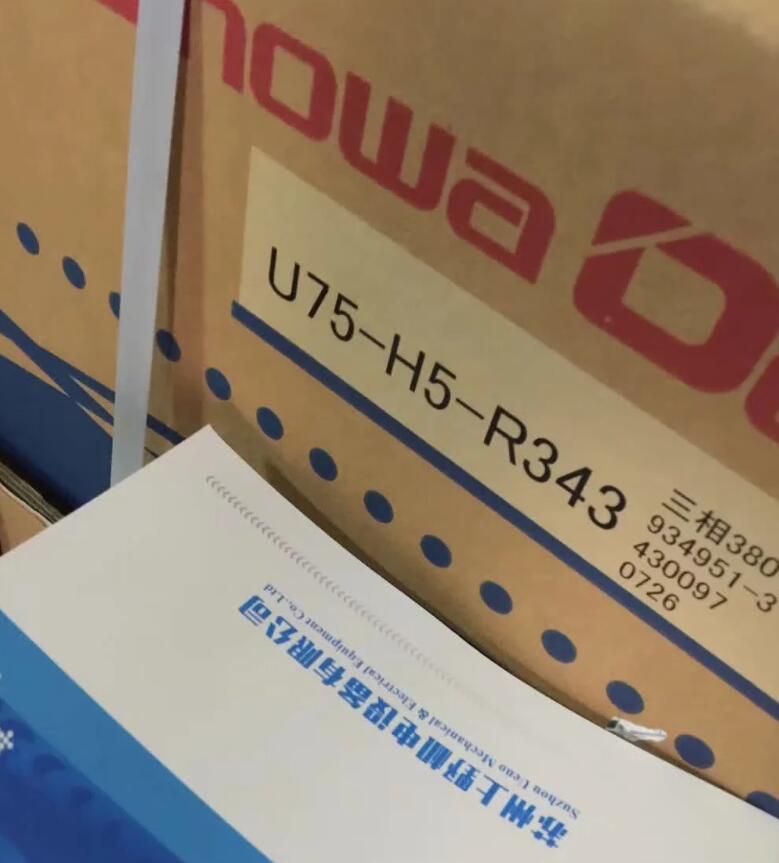 howa
U75-H5-R343
三相380
934951-3
430097
0726
苏州上野机电设备有限公司
Suzhou Ueno Mechanical & Electrical Equipment Co.,Ltd